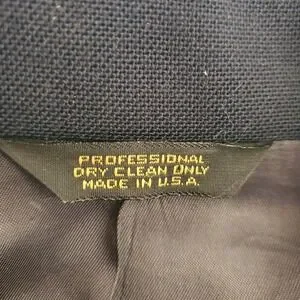 PROFESSIONAL
DRY CLEAN ONLY
MADE IN U.S.A.